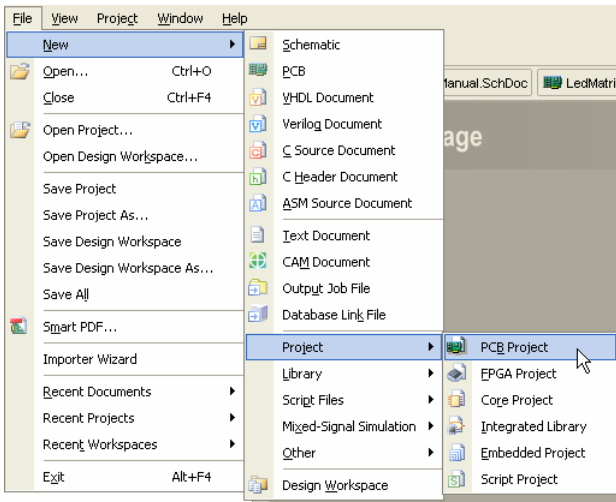 File View Project Window Help
New
Open... Ctrl+O
Close Ctrl+F4
Open Project...
Open Design Workspace...
Save Project
Save Project As...
Save Design Workspace
Save Design Workspace As...
Save All
Smart PDF...
Importer Wizard
Recent Documents
Recent Projects
Recent Workspaces
Exit Alt+F4
Schematic
PCB
VHDL Document
Verilog Document
C Source Document
C Header Document
ASM Source Document
Text Document
CAM Document
Output Job File
Database Link File
Project
Library
Script Files
Mixed-Signal Simulation
Other
Design Workspace
PCB Project
FPGA Project
Core Project
Integrated Library
Embedded Project
Script Project
Manual.SchDoc LedMatri
age